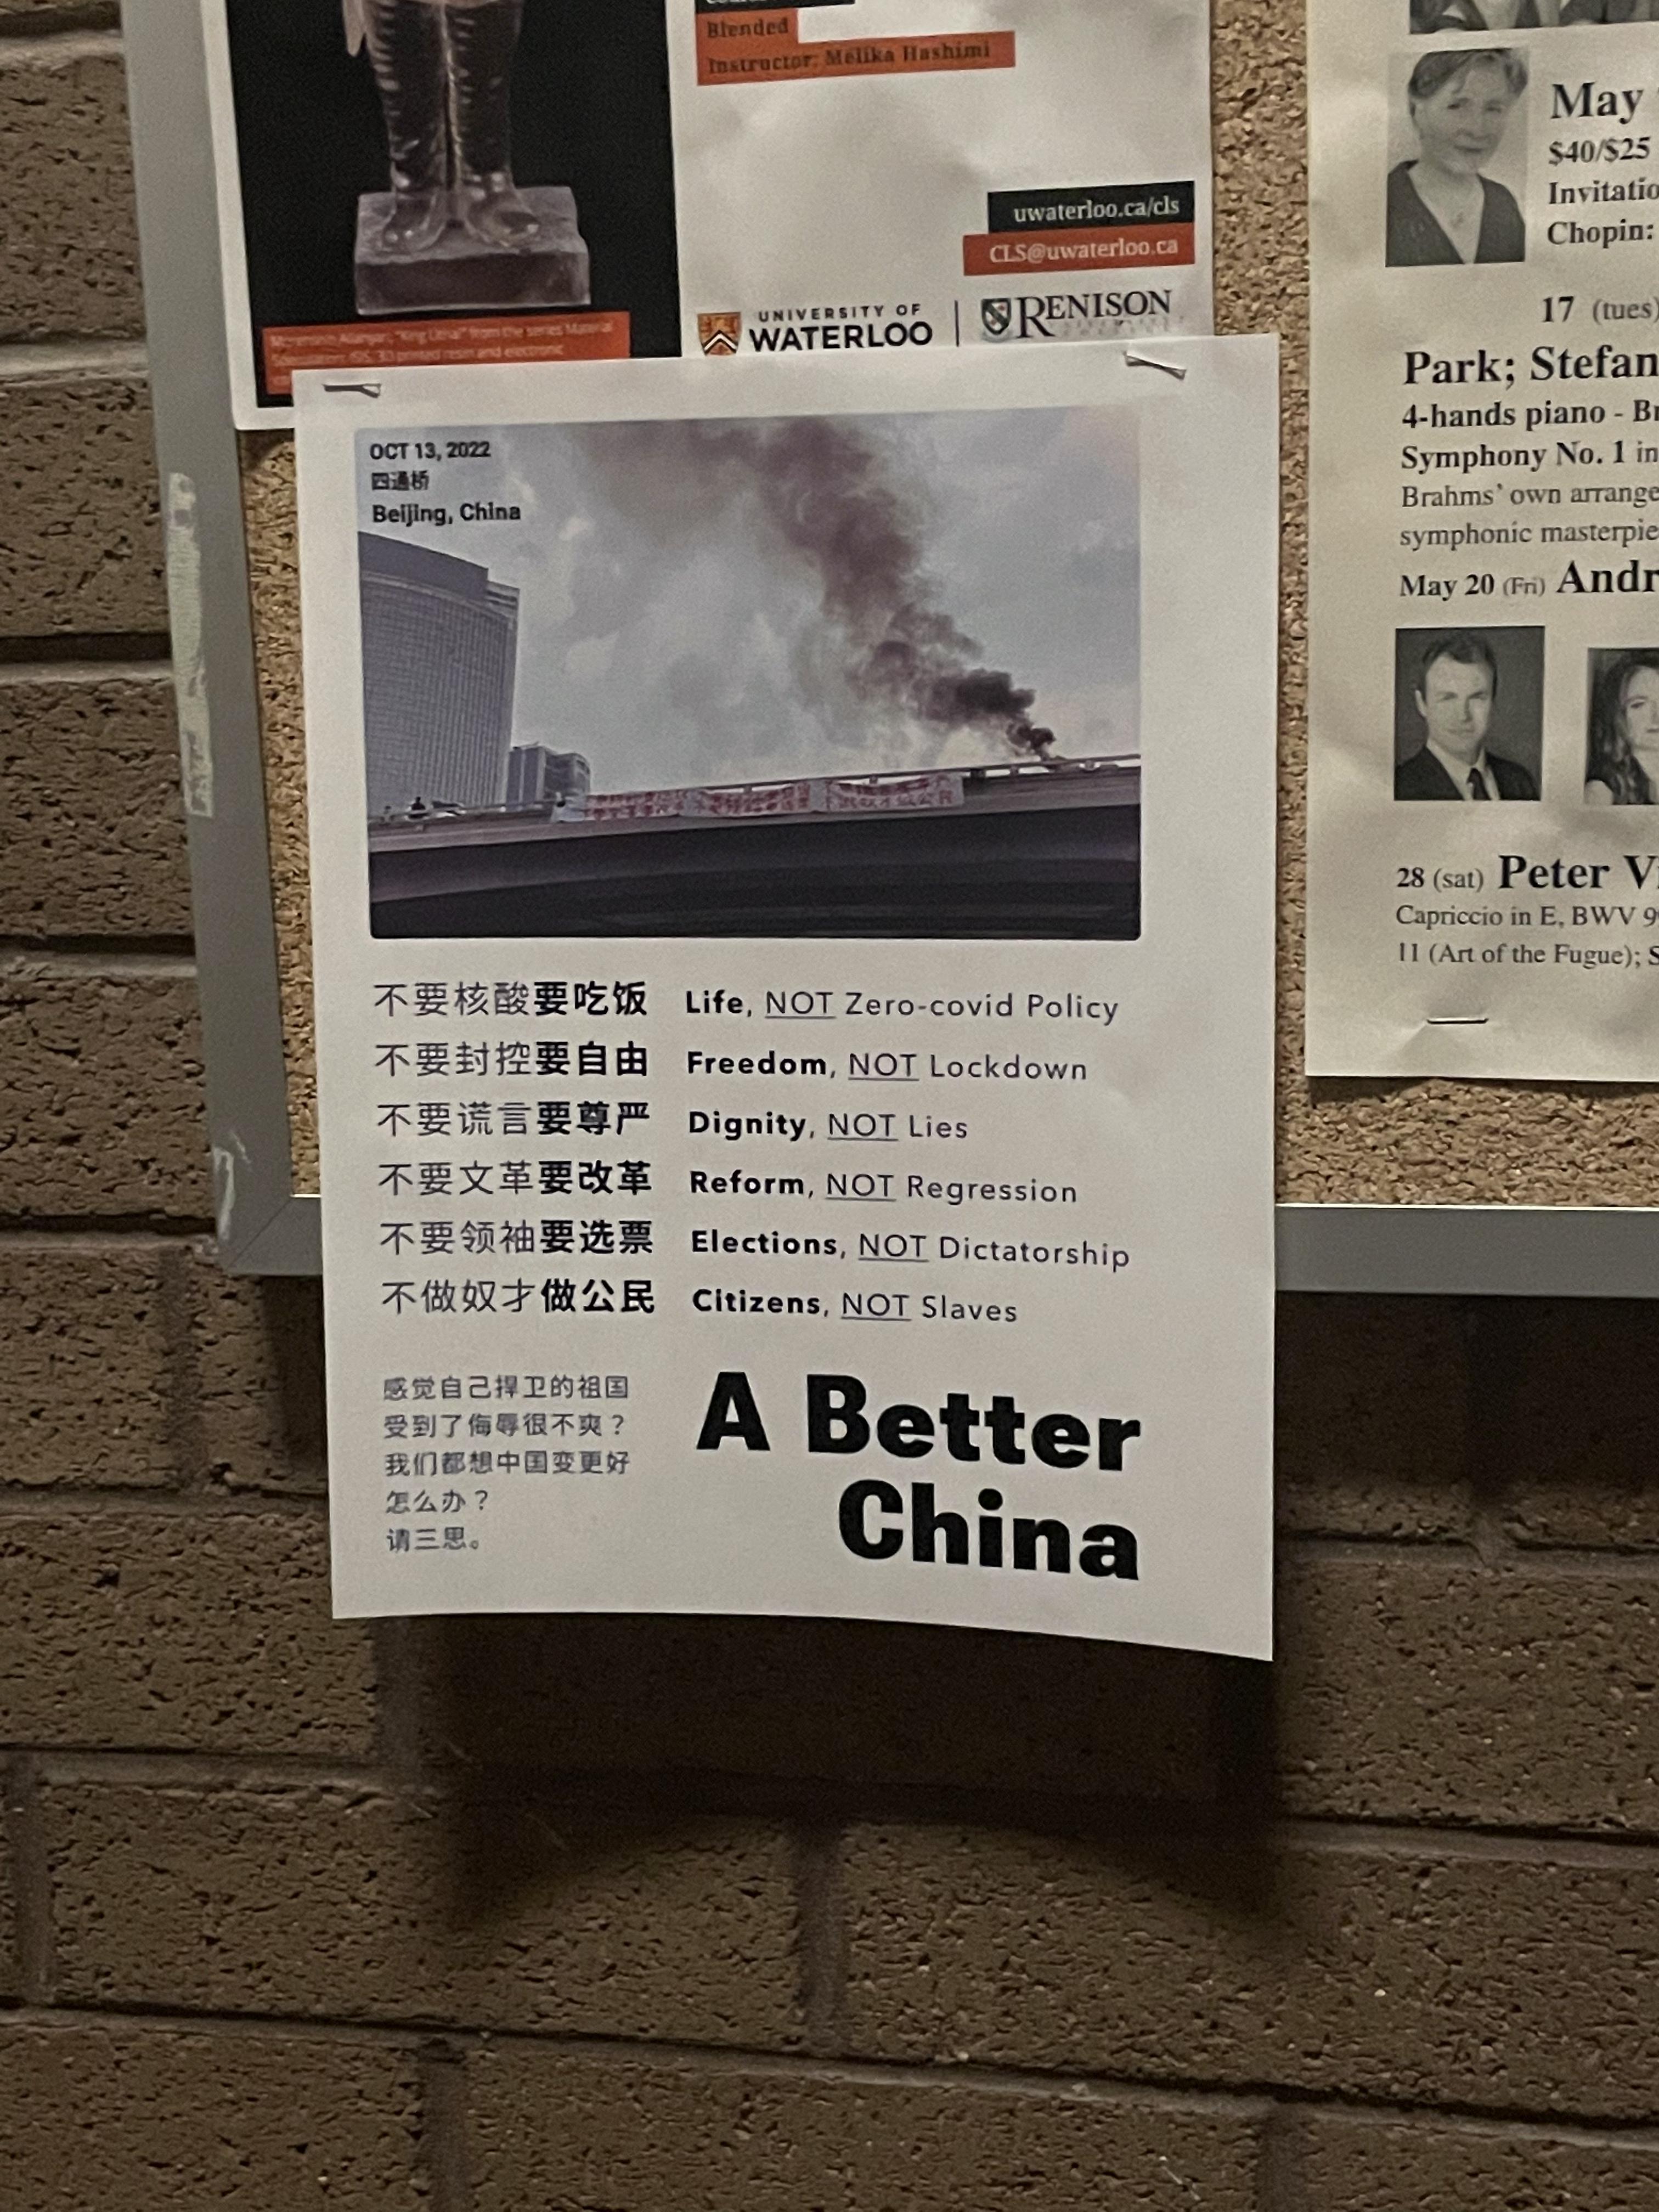 Blended
Instructor: Melika Hashimi
uwaterloo.ca/cls
CLS@uwaterloo.ca
UNIVERSITY OF
WATERLOO
RENISON
May
$40/$25
Invitatio
Chopin:
17 (tues)
Park; Stefan
4-hands piano - Br
Symphony No. 1 in
Brahms' own arrange
symphonic masterpie
May 20 (Fri) Andr
28 (sat) Peter V
Capriccio in E, BWV 9
11 (Art of the Fugue); S
OCT 13, 2022
四通桥
Beijing, China
不要核酸要吃饭 Life, NOT Zero-covid Policy
不要封控要自由 Freedom, NOT Lockdown
不要谎言要尊严 Dignity, NOT Lies
不要文革要改革 Reform, NOT Regression
不要领袖要选票 Elections, NOT Dictatorship
不做奴才做公民 Citizens, NOT Slaves
感觉自己捍卫的祖国
受到了侮辱很不爽？
我们都想中国变更好
怎么办？
请三思。
A Better
China